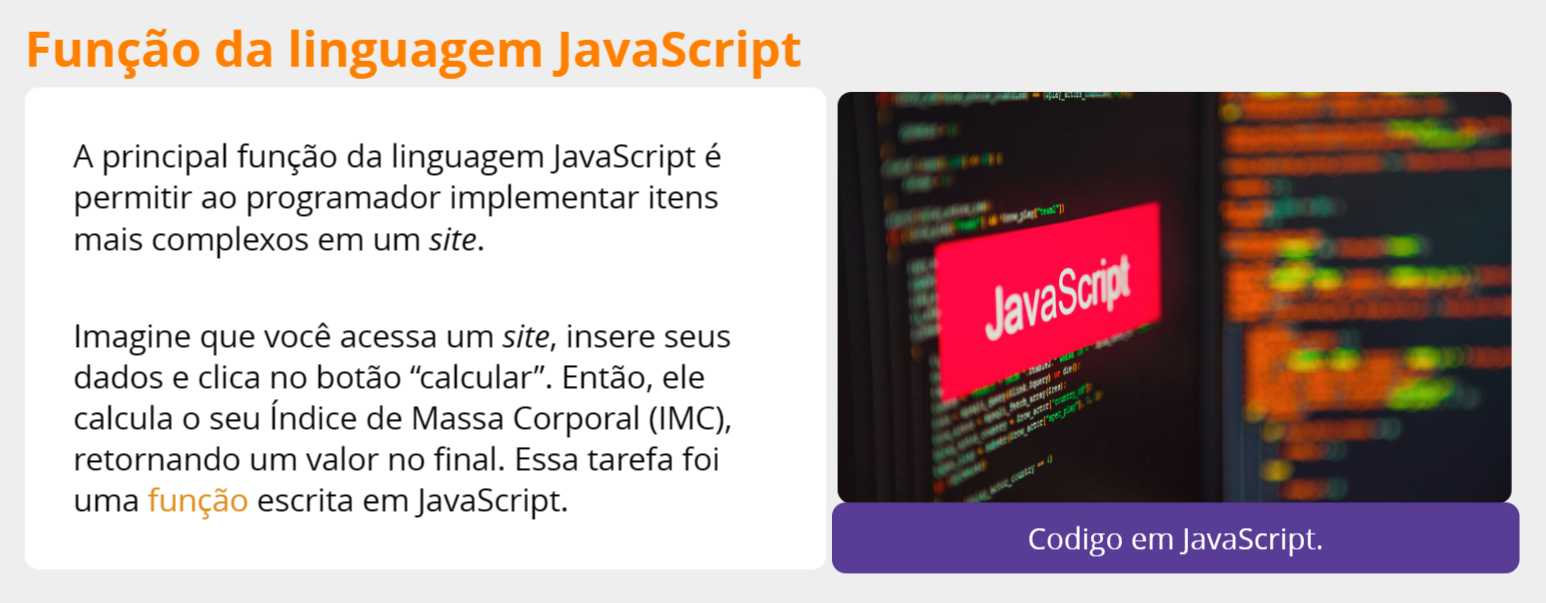 Função da linguagem JavaScript
A principal função da linguagem JavaScript é
permitir ao programador implementar itens
mais complexos em um site.
Imagine que você acessa um site, insere seus
dados e clica no botão “calcular”. Então, ele
calcula o seu Índice de Massa Corporal (IMC),
retornando um valor no final. Essa tarefa foi
uma função escrita em JavaScript.
JavaScript
Codigo em JavaScript.